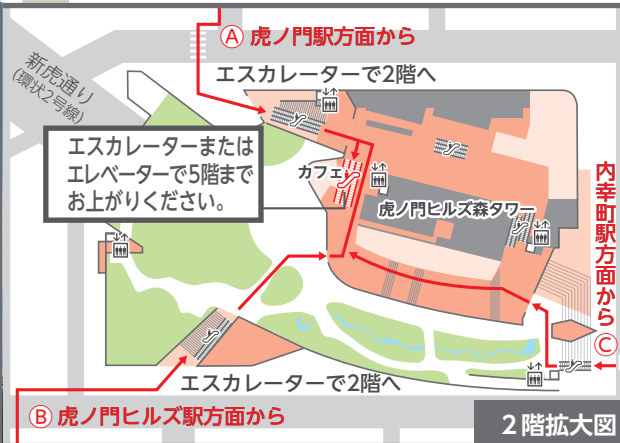 Ⓐ 虎ノ門駅方面から
エスカレーターで2階へ
新虎通り
(環状2号線)
エスカレーターまたは
エレベーターで5階まで
お上がりください。
カフェ
虎ノ門ヒルズ森タワー
内幸町駅方面から Ⓒ
エスカレーターで2階へ
Ⓑ 虎ノ門ヒルズ駅方面から
2階拡大図